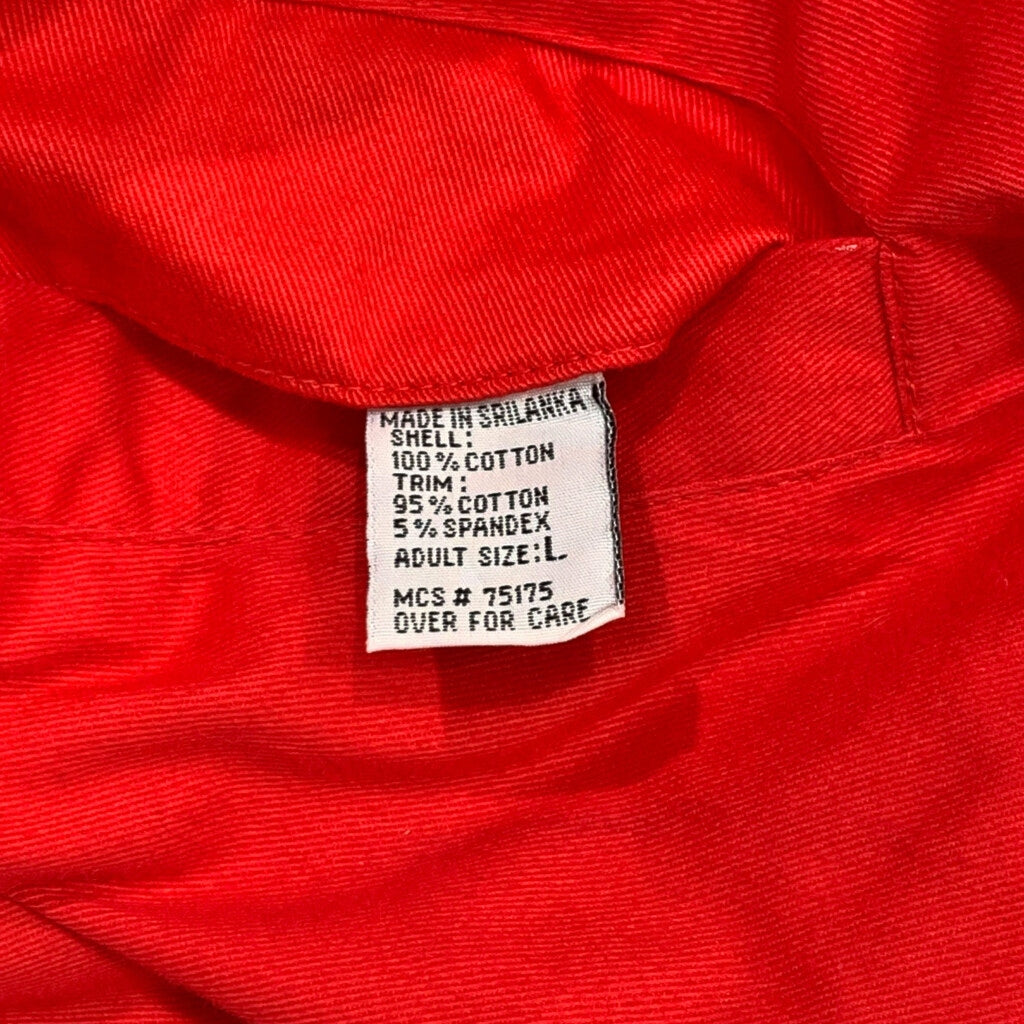 MADE IN SRILANKA
SHELL:
100% COTTON
TRIM:
95% COTTON
5% SPANDEX
ADULT SIZE:L
MCS # 75175
OVER FOR CARE